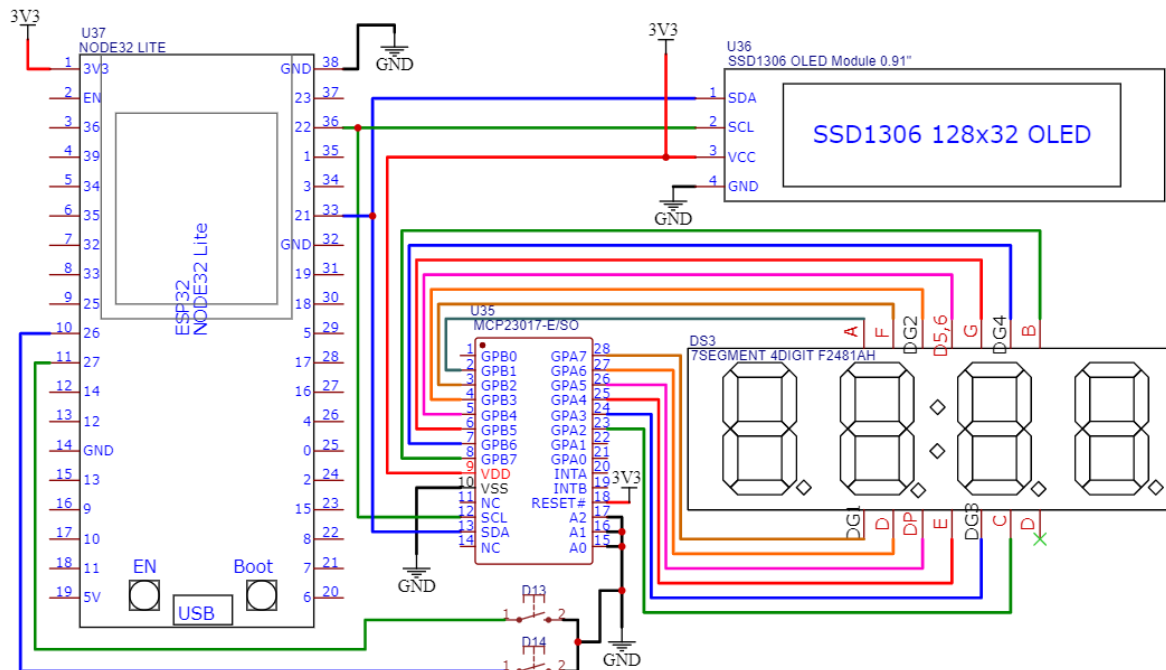 3V3
U37
NODE32 LITE
1 3V3
2 EN
3 36
4 39
5 34
6 35
7 32
8 33
9 25
10 26
11 27
12 14
13 12
14 GND
15 13
16 9
17 10
18 11
19 5V
GND 38
23 37
22 36
1 35
3 34
21 33
GND 32
19 31
18 30
5 29
17 28
16 27
4 26
0 25
2 24
15 23
8 22
7 21
6 20
ESP32
NODE32 Lite
EN
Boot
USB
GND
3V3
U36
SSD1306 OLED Module 0.91"
1 SDA
2 SCL
3 VCC
4 GND
SSD1306 128x32 OLED
GND
U35
MCP23017-E/SO
1 GPB0
2 GPB1
3 GPB2
4 GPB3
5 GPB4
6 GPB5
7 GPB6
8 GPB7
9 VDD
10 VSS
11 NC
12 SCL
13 SDA
14 NC
GPA7 28
GPA6 27
GPA5 26
GPA4 25
GPA3 24
GPA2 23
GPA1 22
GPA0 21
INTA 20
INTB 19
RESET# 18
A2 17
A1 16
A0 15
3V3
GND
A
F
DG2
D5,6
G
DG4
B
DS3
7SEGMENT 4DIGIT F2481AH
DG1
D
DP
E
DG3
C
D
D13
1 2
D14
1 2
GND